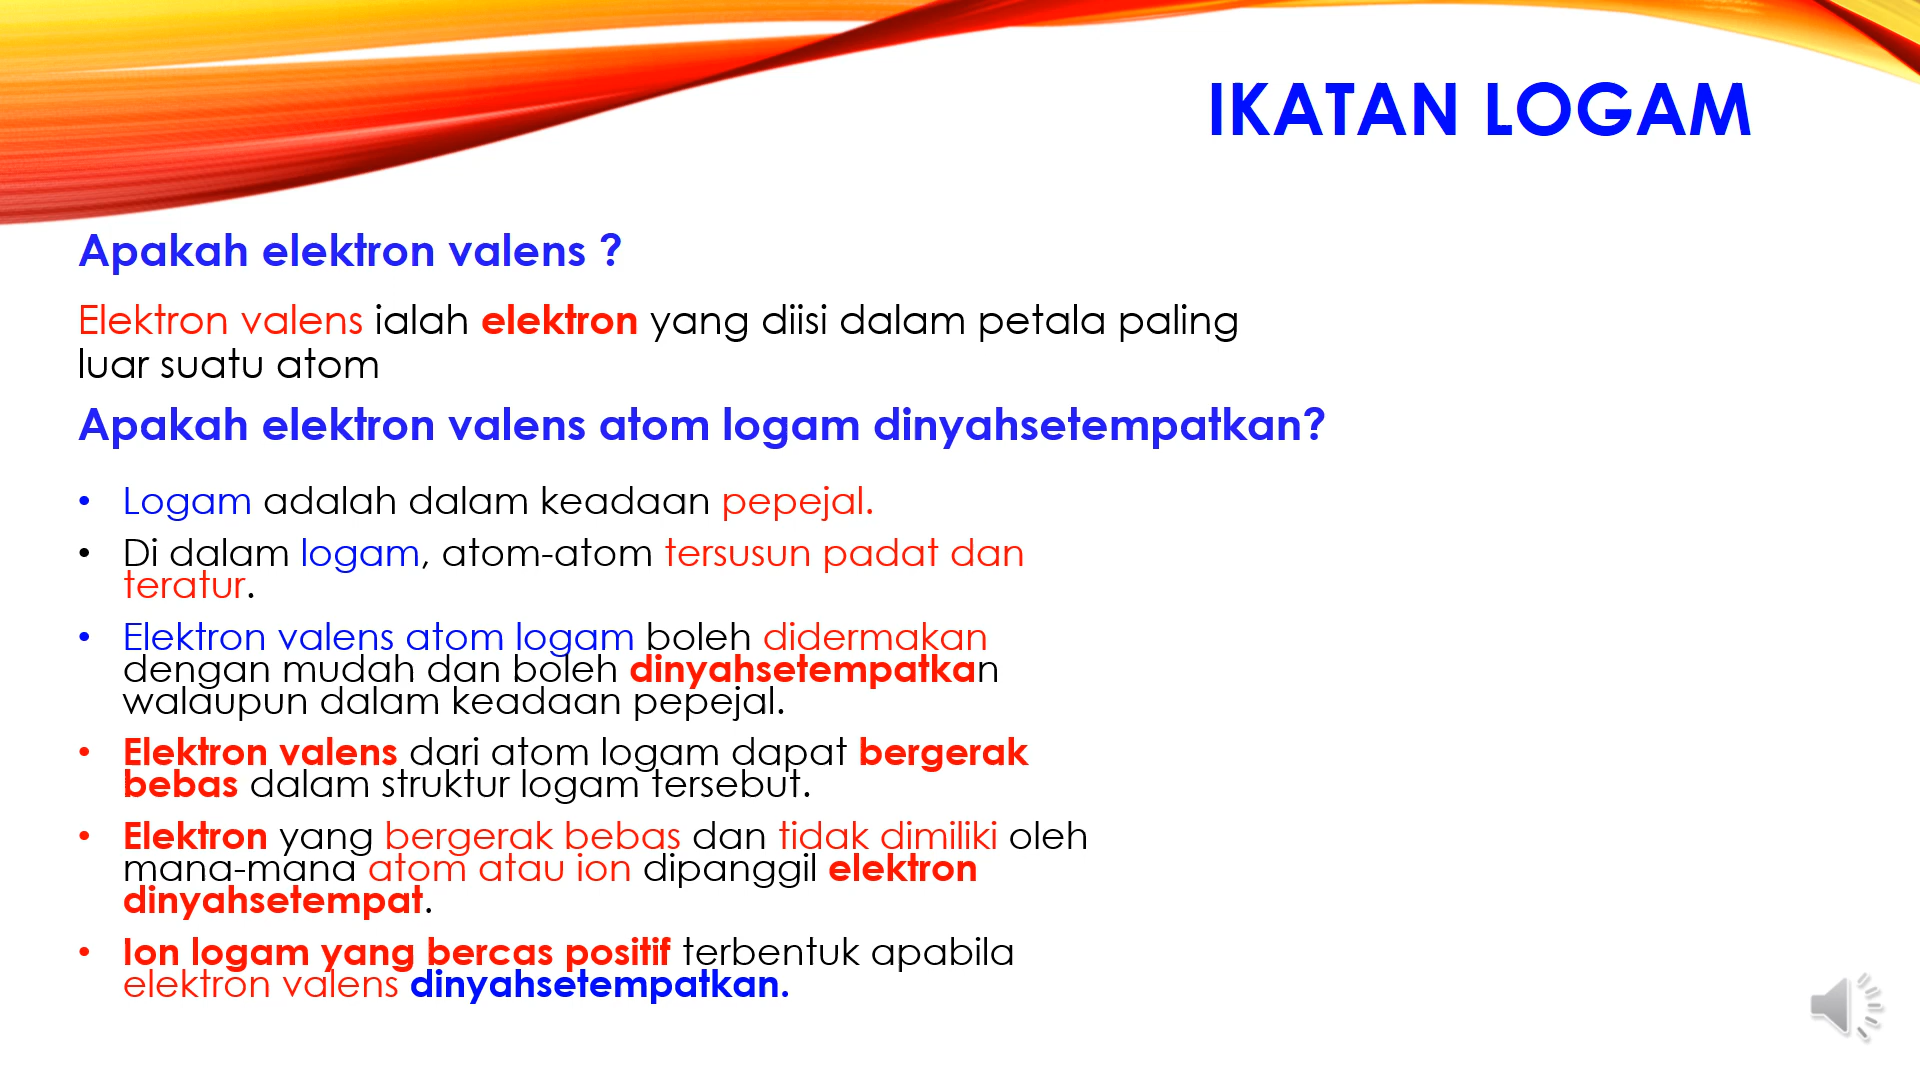 IKATAN LOGAM
Apakah elektron valens ?
Elektron valens ialah elektron yang diisi dalam petala paling
luar suatu atom
Apakah elektron valens atom logam dinyahsetempatkan?
• Logam adalah dalam keadaan pepejal.
• Di dalam logam, atom-atom tersusun padat dan
teratur.
• Elektron valens atom logam boleh didermakan
dengan mudah dan boleh dinyahsetempatkan
walaupun dalam keadaan pepejal.
• Elektron valens dari atom logam dapat bergerak
bebas dalam struktur logam tersebut.
• Elektron yang bergerak bebas dan tidak dimiliki oleh
mana-mana atom atau ion dipanggil elektron
dinyahsetempat.
• Ion logam yang bercas positif terbentuk apabila
elektron valens dinyahsetempatkan.